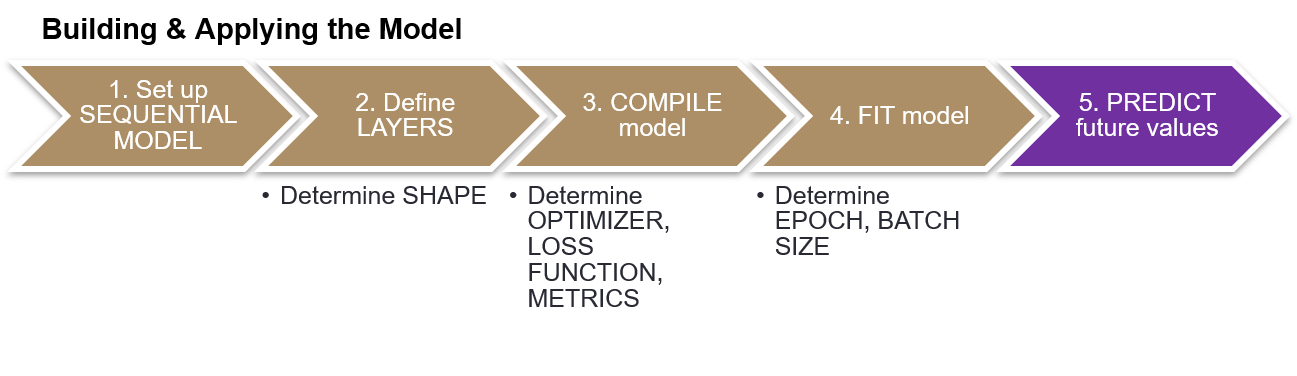 Building & Applying the Model
1. Set up
SEQUENTIAL
MODEL
2. Define
LAYERS
3. COMPILE
model
4. FIT model
5. PREDICT
future values
• Determine SHAPE
• Determine
OPTIMIZER,
LOSS
FUNCTION,
METRICS
• Determine
EPOCH, BATCH
SIZE